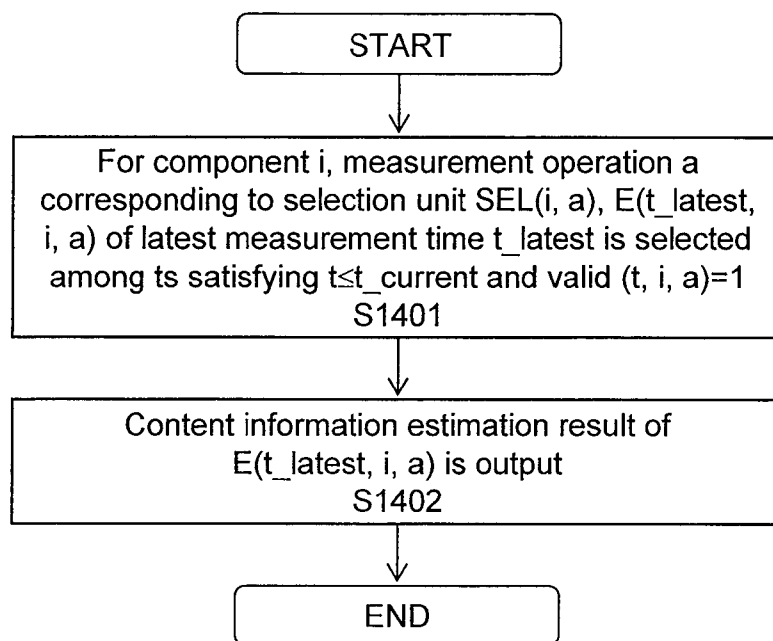 START
For component i, measurement operation a
corresponding to selection unit SEL(i, a), E(t_latest,
i, a) of latest measurement time t_latest is selected
among ts satisfying t≤t_current and valid (t, i, a)=1
S1401
Content information estimation result of
E(t_latest, i, a) is output
S1402
END